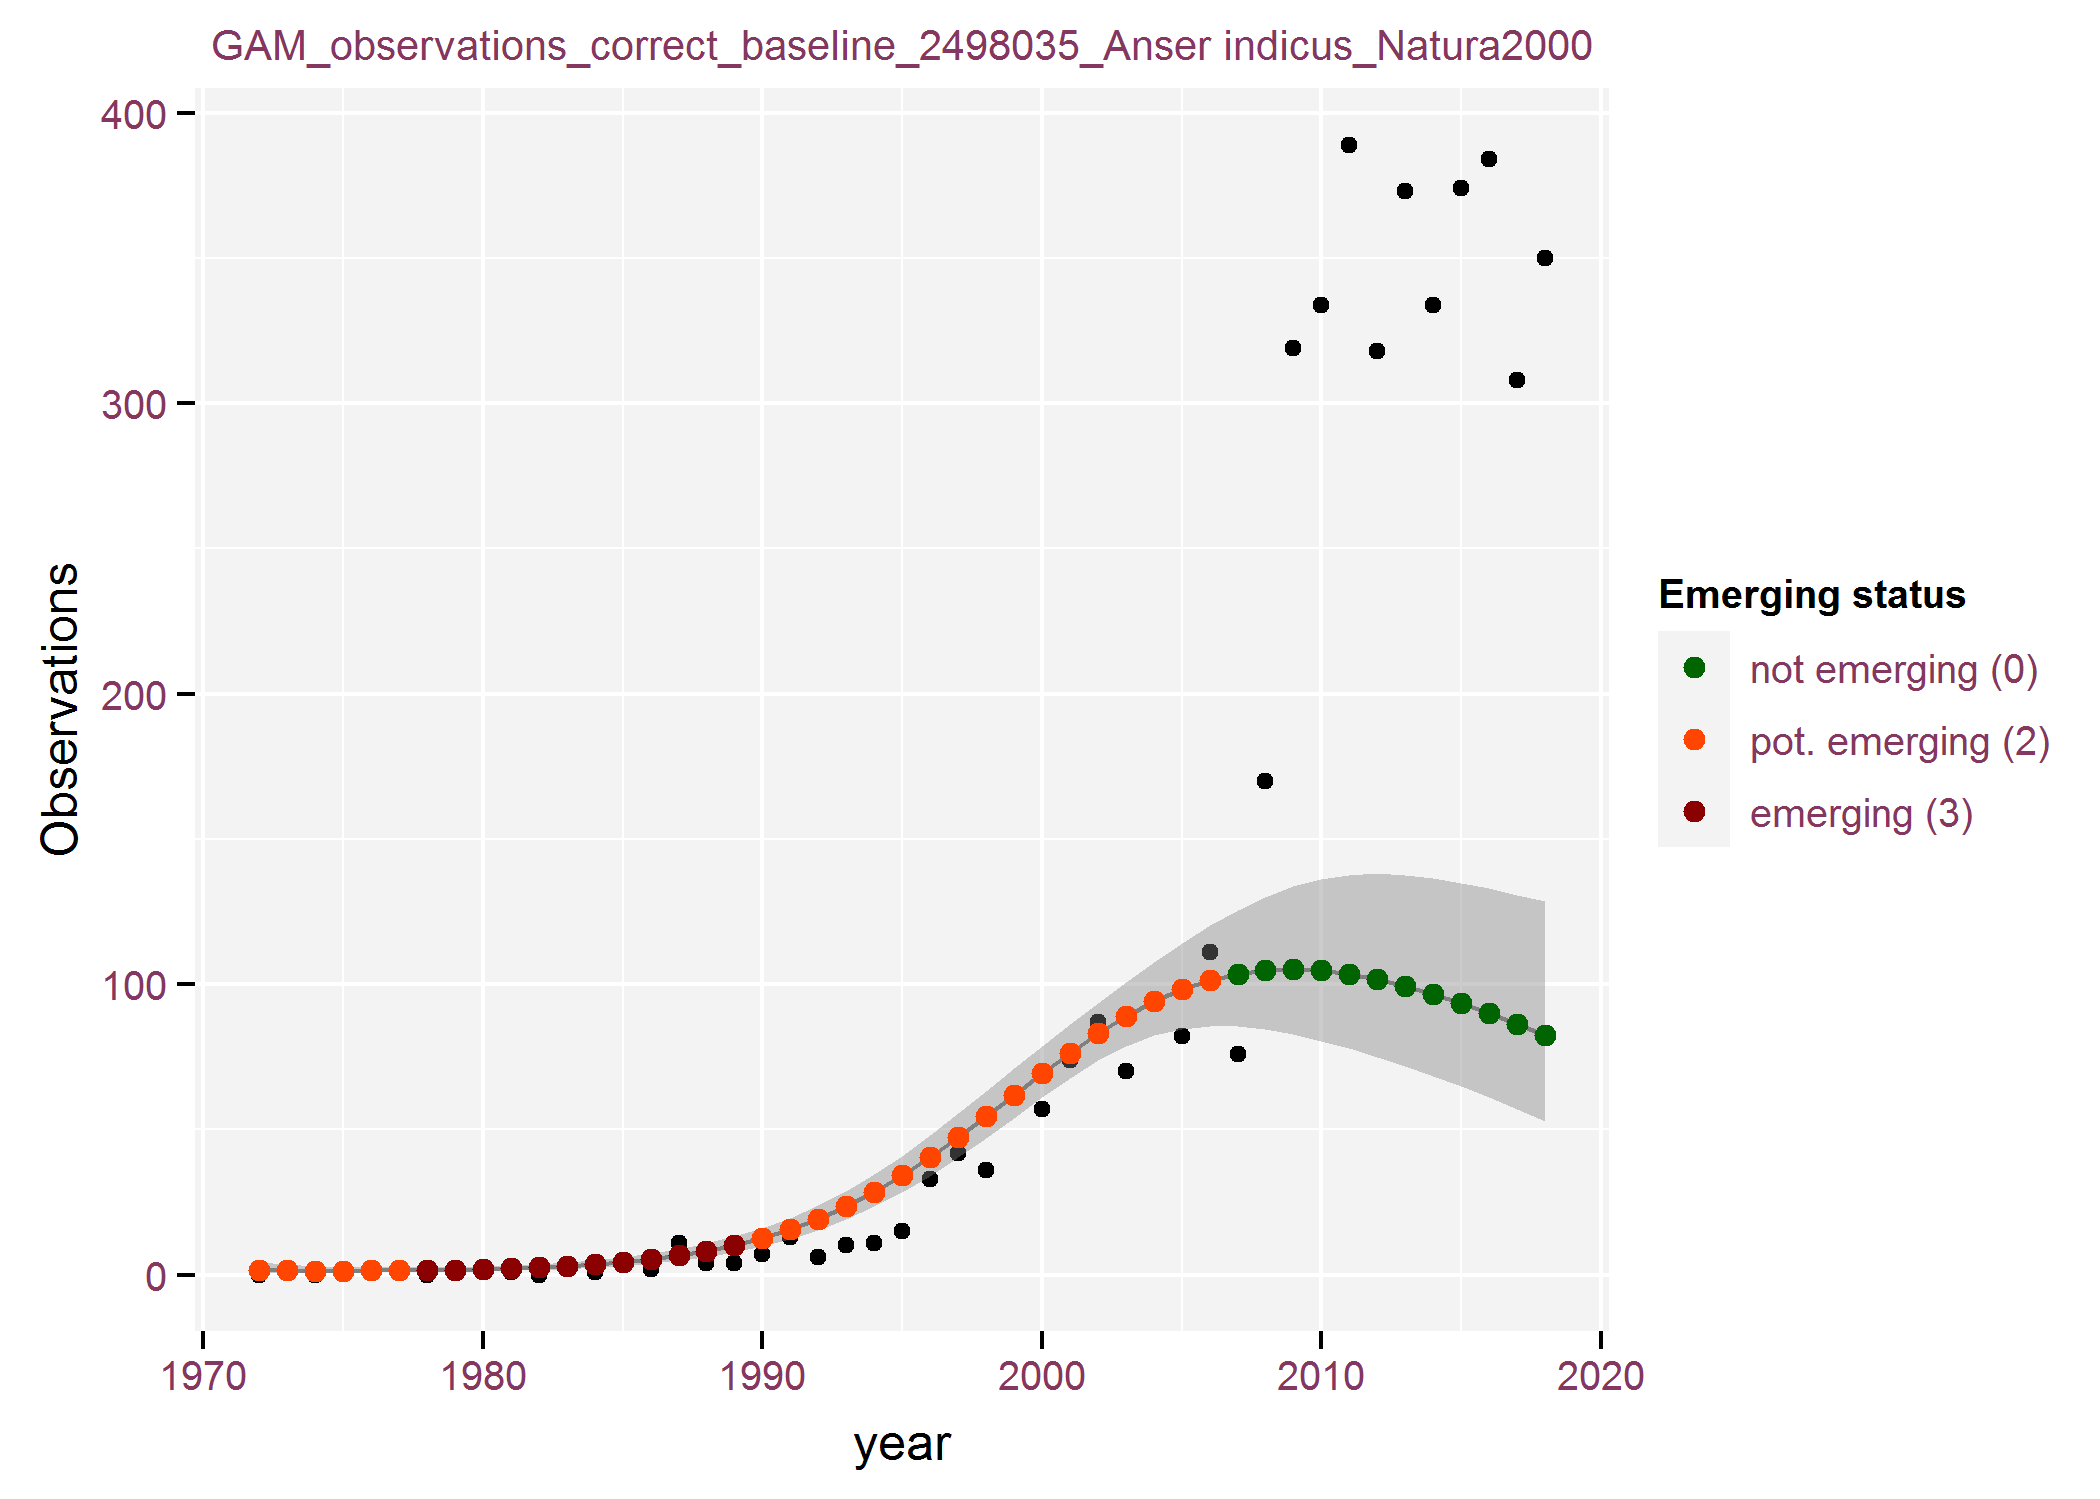 GAM_observations_correct_baseline_2498035_Anser indicus_Natura2000
400
300
200
100
0
Observations
1970 1980 1990 2000 2010 2020
year
Emerging status
not emerging (0)
pot. emerging (2)
emerging (3)